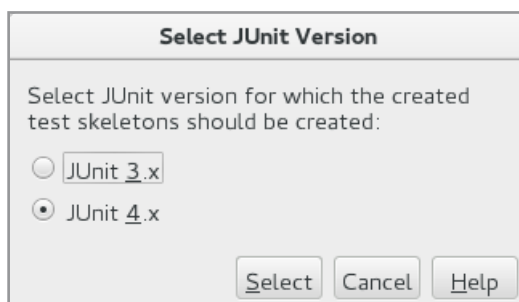 Select JUnit Version
Select JUnit version for which the created
test skeletons should be created:
JUnit 3.x
JUnit 4.x
Select Cancel Help